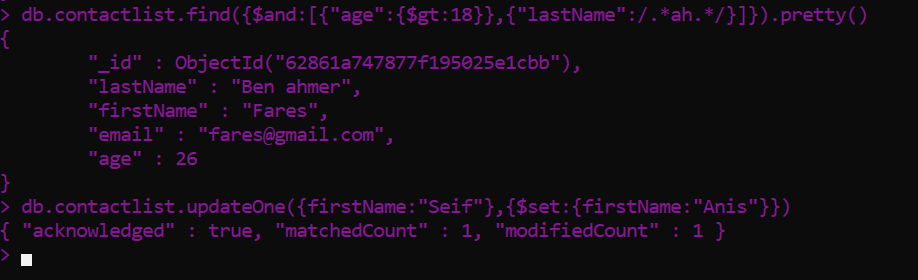 > db.contactlist.find({$and:[{"age":{$gt:18}},{"lastName":/.*ah.*/}]}).pretty()
{
        "_id" : ObjectId("62861a747877f195025e1cbb"),
        "lastName" : "Ben ahmer",
        "firstName" : "Fares",
        "email" : "fares@gmail.com",
        "age" : 26
}
> db.contactlist.updateOne({firstName:"Seif"},{$set:{firstName:"Anis"}})
{ "acknowledged" : true, "matchedCount" : 1, "modifiedCount" : 1 }
>